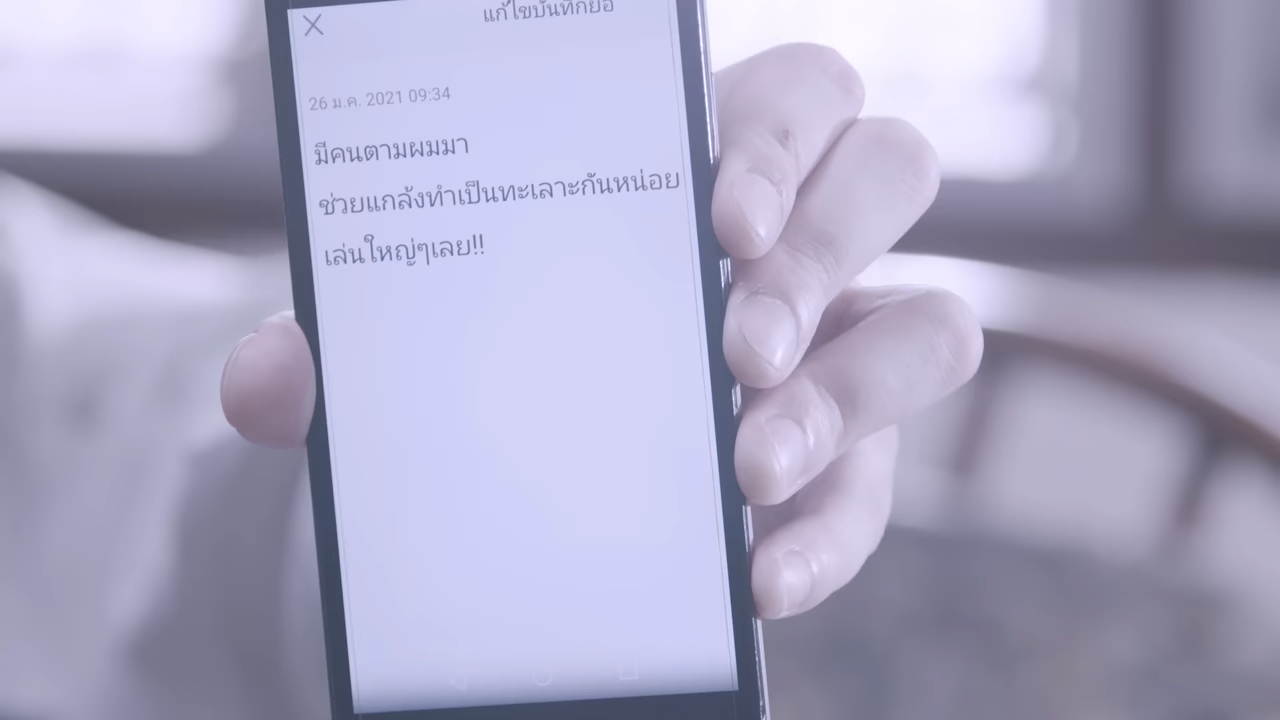 แก้ไขบันทึกย่อ
26 ม.ค. 2021 09:34
มีคนตามผมมา
ช่วยแกล้งทำเป็นทะเลาะกันหน่อย
เล่นใหญ่ๆเลย!!